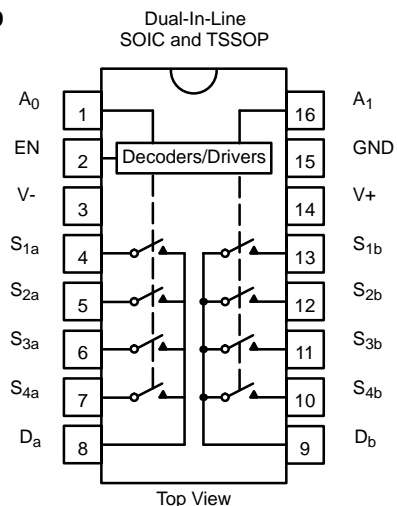 Dual-In-Line
SOIC and TSSOP
A0 1 16 A1
EN 2 Decoders/Drivers 15 GND
V- 3 14 V+
S1a 4 13 S1b
S2a 5 12 S2b
S3a 6 11 S3b
S4a 7 10 S4b
Da 8 9 Db
Top View